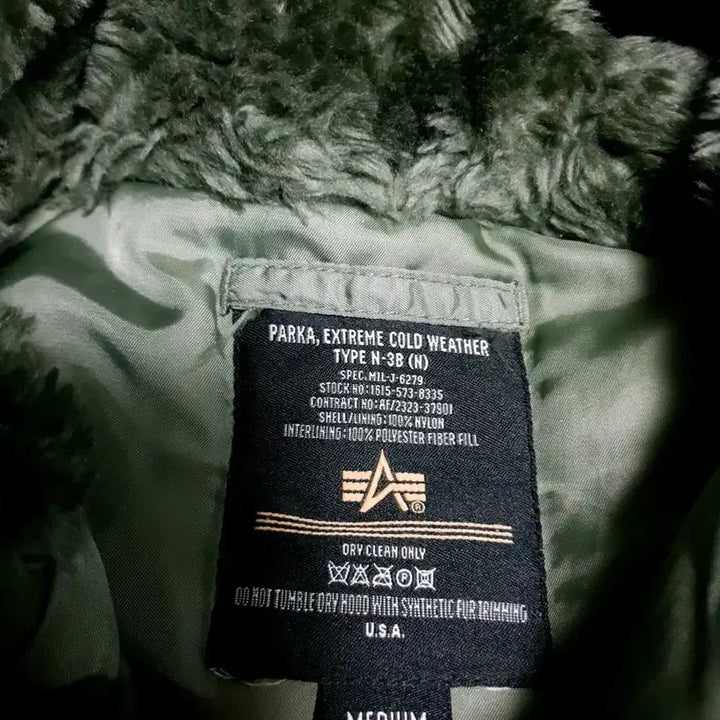 PARKA, EXTREME COLD WEATHER
TYPE N-3B (N)
SPEC.MIL-J-6279
STOCK NO:1615-573-8335
CONTRACT NO:AF/2323-37901
SHELL/LINING:100% NYLON
INTERLINING:100% POLYESTER FIBER FILL
®
DRY CLEAN ONLY
P
DO NOT TUMBLE DRY HOOD WITH SYNTHETIC FUR TRIMMING
U.S.A.
MEDIUM